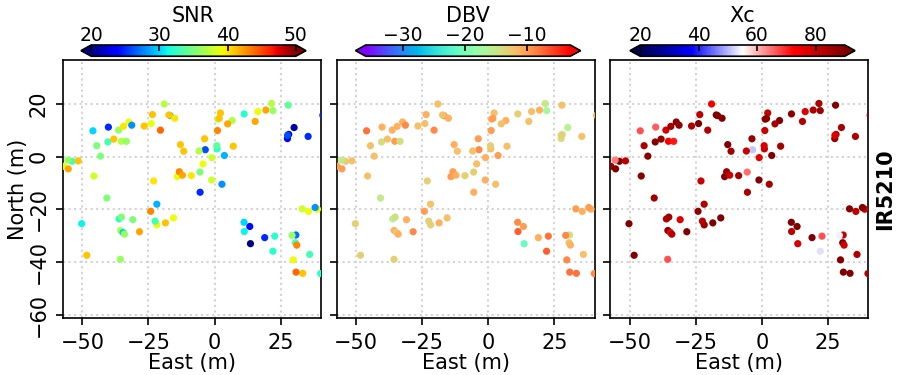 SNR DBV Xc
20 30 40 50 −30 −20 −10 20 40 60 80
20
0
−20
−40
−60
North (m)
IR5210
−50 −25 0 25 −50 −25 0 25 −50 −25 0 25
East (m) East (m) East (m)